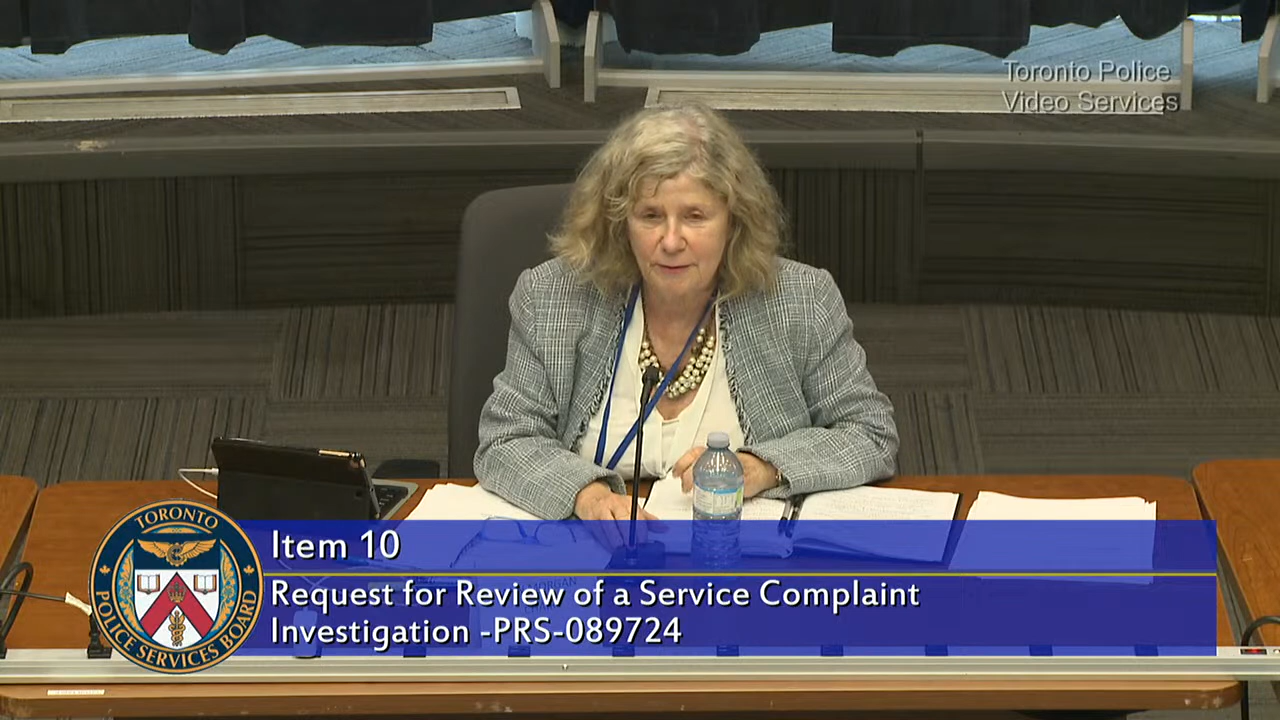 Toronto Police
Video Services
Item 10
Request for Review of a Service Complaint
Investigation -PRS-089724
TORONTO
POLICE SERVICES BOARD
MORGAN